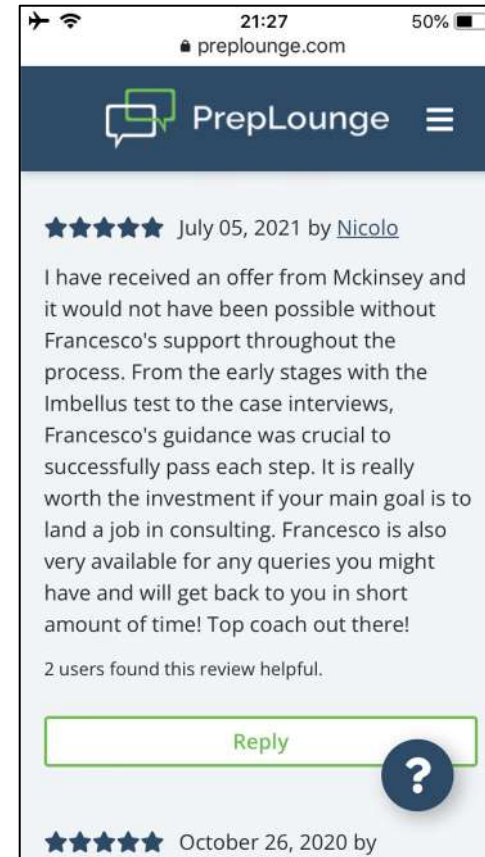 21:27
50%
preplounge.com
PrepLounge
July 05, 2021 by Nicolo
I have received an offer from Mckinsey and
it would not have been possible without
Francesco's support throughout the
process. From the early stages with the
Imbellus test to the case interviews,
Francesco's guidance was crucial to
successfully pass each step. It is really
worth the investment if your main goal is to
land a job in consulting. Francesco is also
very available for any queries you might
have and will get back to you in short
amount of time! Top coach out there!
2 users found this review helpful.
Reply
?
October 26, 2020 by